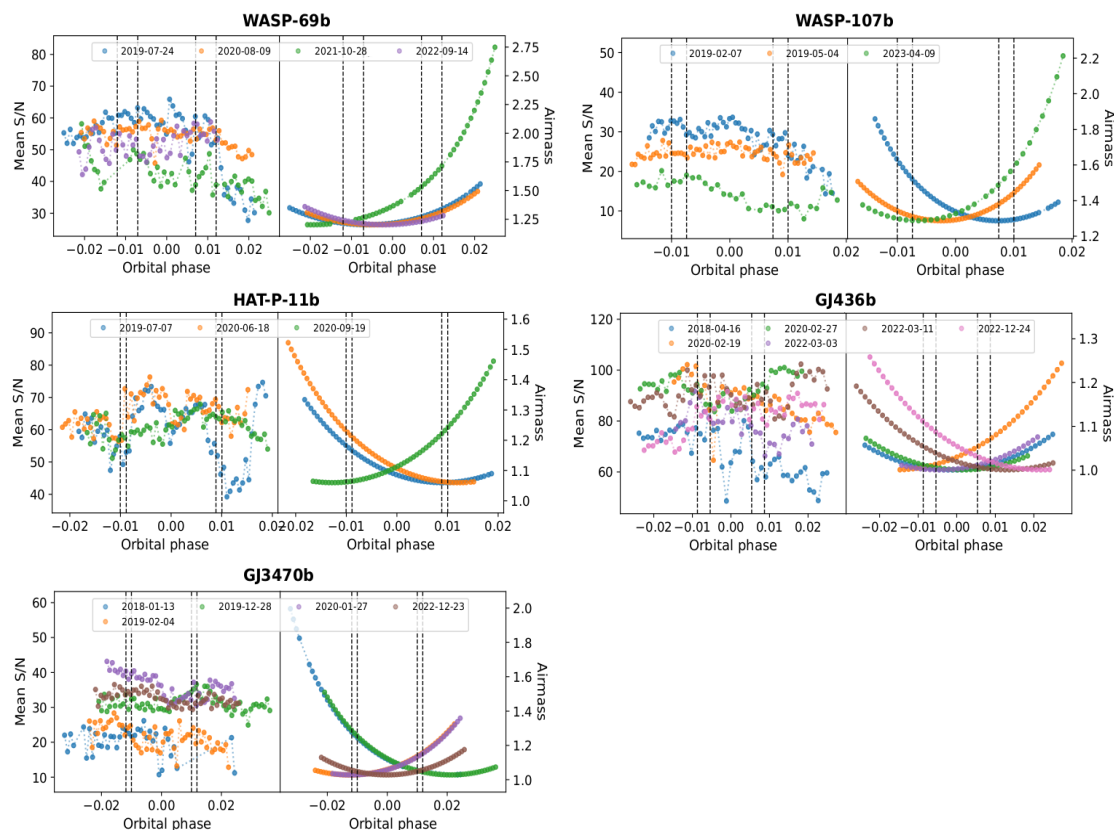 WASP-69b
2019-07-24 2020-08-09 2021-10-28 2022-09-14
80
70
60
50
40
30
Mean S/N
−0.02 −0.01 0.00 0.01 0.02
Orbital phase
−0.02 −0.01 0.00 0.01 0.02
Orbital phase
2.75
2.50
2.25
2.00
1.75
1.50
1.25
Airmass
WASP-107b
2019-02-07 2019-05-04 2023-04-09
50
40
30
20
10
Mean S/N
−0.01 0.00 0.01
Orbital phase
−0.01 0.00 0.01 0.02
Orbital phase
2.2
2.0
1.8
1.6
1.4
1.2
Airmass
HAT-P-11b
2019-07-07 2020-06-18 2020-09-19
90
80
70
60
50
40
Mean S/N
−0.02 −0.01 0.00 0.01 0.02
Orbital phase
−0.02 −0.01 0.00 0.01 0.02
Orbital phase
1.6
1.5
1.4
1.3
1.2
1.1
1.0
Airmass
GJ436b
2018-04-16 2020-02-27 2022-03-11 2022-12-24
2020-02-19 2022-03-03
120
100
80
60
Mean S/N
−0.02 −0.01 0.00 0.01 0.02
Orbital phase
−0.02 −0.01 0.00 0.01 0.02
Orbital phase
1.3
1.2
1.1
1.0
Airmass
GJ3470b
2018-01-13 2019-12-28 2020-01-27 2022-12-23
2019-02-04
60
50
40
30
20
10
Mean S/N
−0.02 0.00 0.02
Orbital phase
−0.02 0.00 0.02
Orbital phase
2.0
1.8
1.6
1.4
1.2
1.0
Airmass